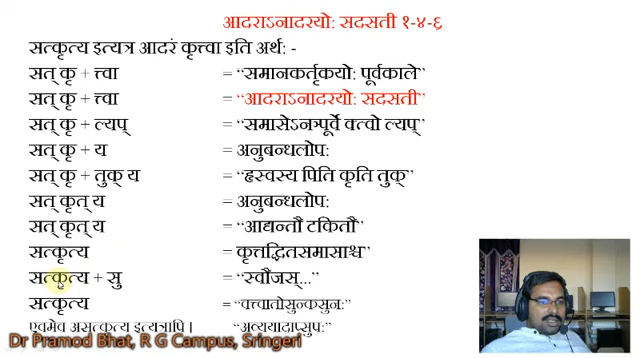 आदराऽनादरयो: सदसती १-४-६
सत्कृत्य इत्यत्र आदरं कृत्त्वा इति अर्थ: -
सत् कृ + त्त्वा = “समानकर्तृकयो: पूर्वकाले”
सत् कृ + त्त्वा = “आदराऽनादरयो: सदसती”
सत् कृ + ल्यप् = “समासेऽनञ्पूर्वे क्त्वो ल्यप्”
सत् कृ + य = अनुबन्धलोप:
सत् कृ + तुक् य = “हृस्वस्य पिति कृति तुक्”
सत् कृत् य = अनुबन्धलोप:
सत् कृत् य = “आद्यन्तौ टकितौ”
सत्कृत्य = कृत्तद्धितसमासाश्च”
सत्कृत्य + सु = “स्वौजस्...”
सत्कृत्य = “क्त्वातोसुन्कसुन:”
एवमेव असत्कृत्य इत्यत्रापि । “अव्ययादाप्सुप:”
Dr Pramod Bhat, R G Campus, Sringeri